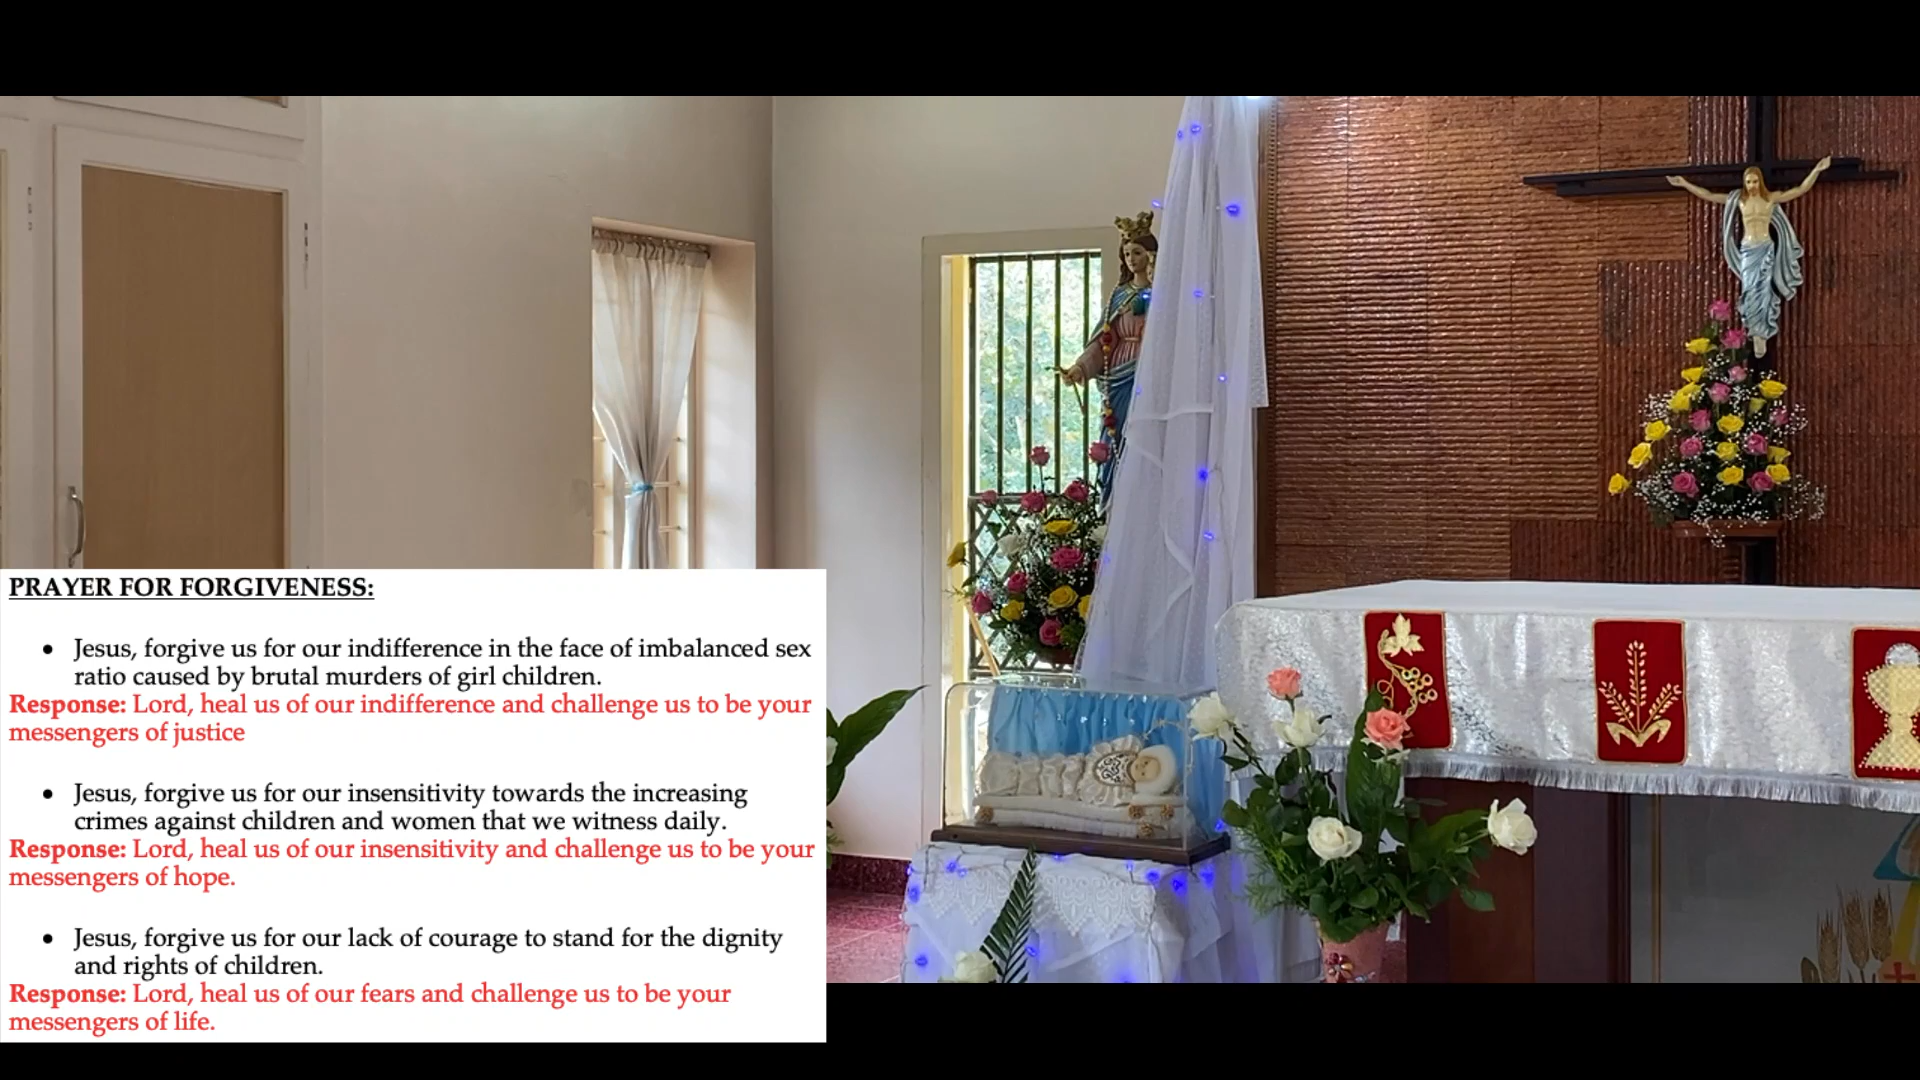 PRAYER FOR FORGIVENESS:
• Jesus, forgive us for our indifference in the face of imbalanced sex
ratio caused by brutal murders of girl children.
Response: Lord, heal us of our indifference and challenge us to be your
messengers of justice
• Jesus, forgive us for our insensitivity towards the increasing
crimes against children and women that we witness daily.
Response: Lord, heal us of our insensitivity and challenge us to be your
messengers of hope.
• Jesus, forgive us for our lack of courage to stand for the dignity
and rights of children.
Response: Lord, heal us of our fears and challenge us to be your
messengers of life.